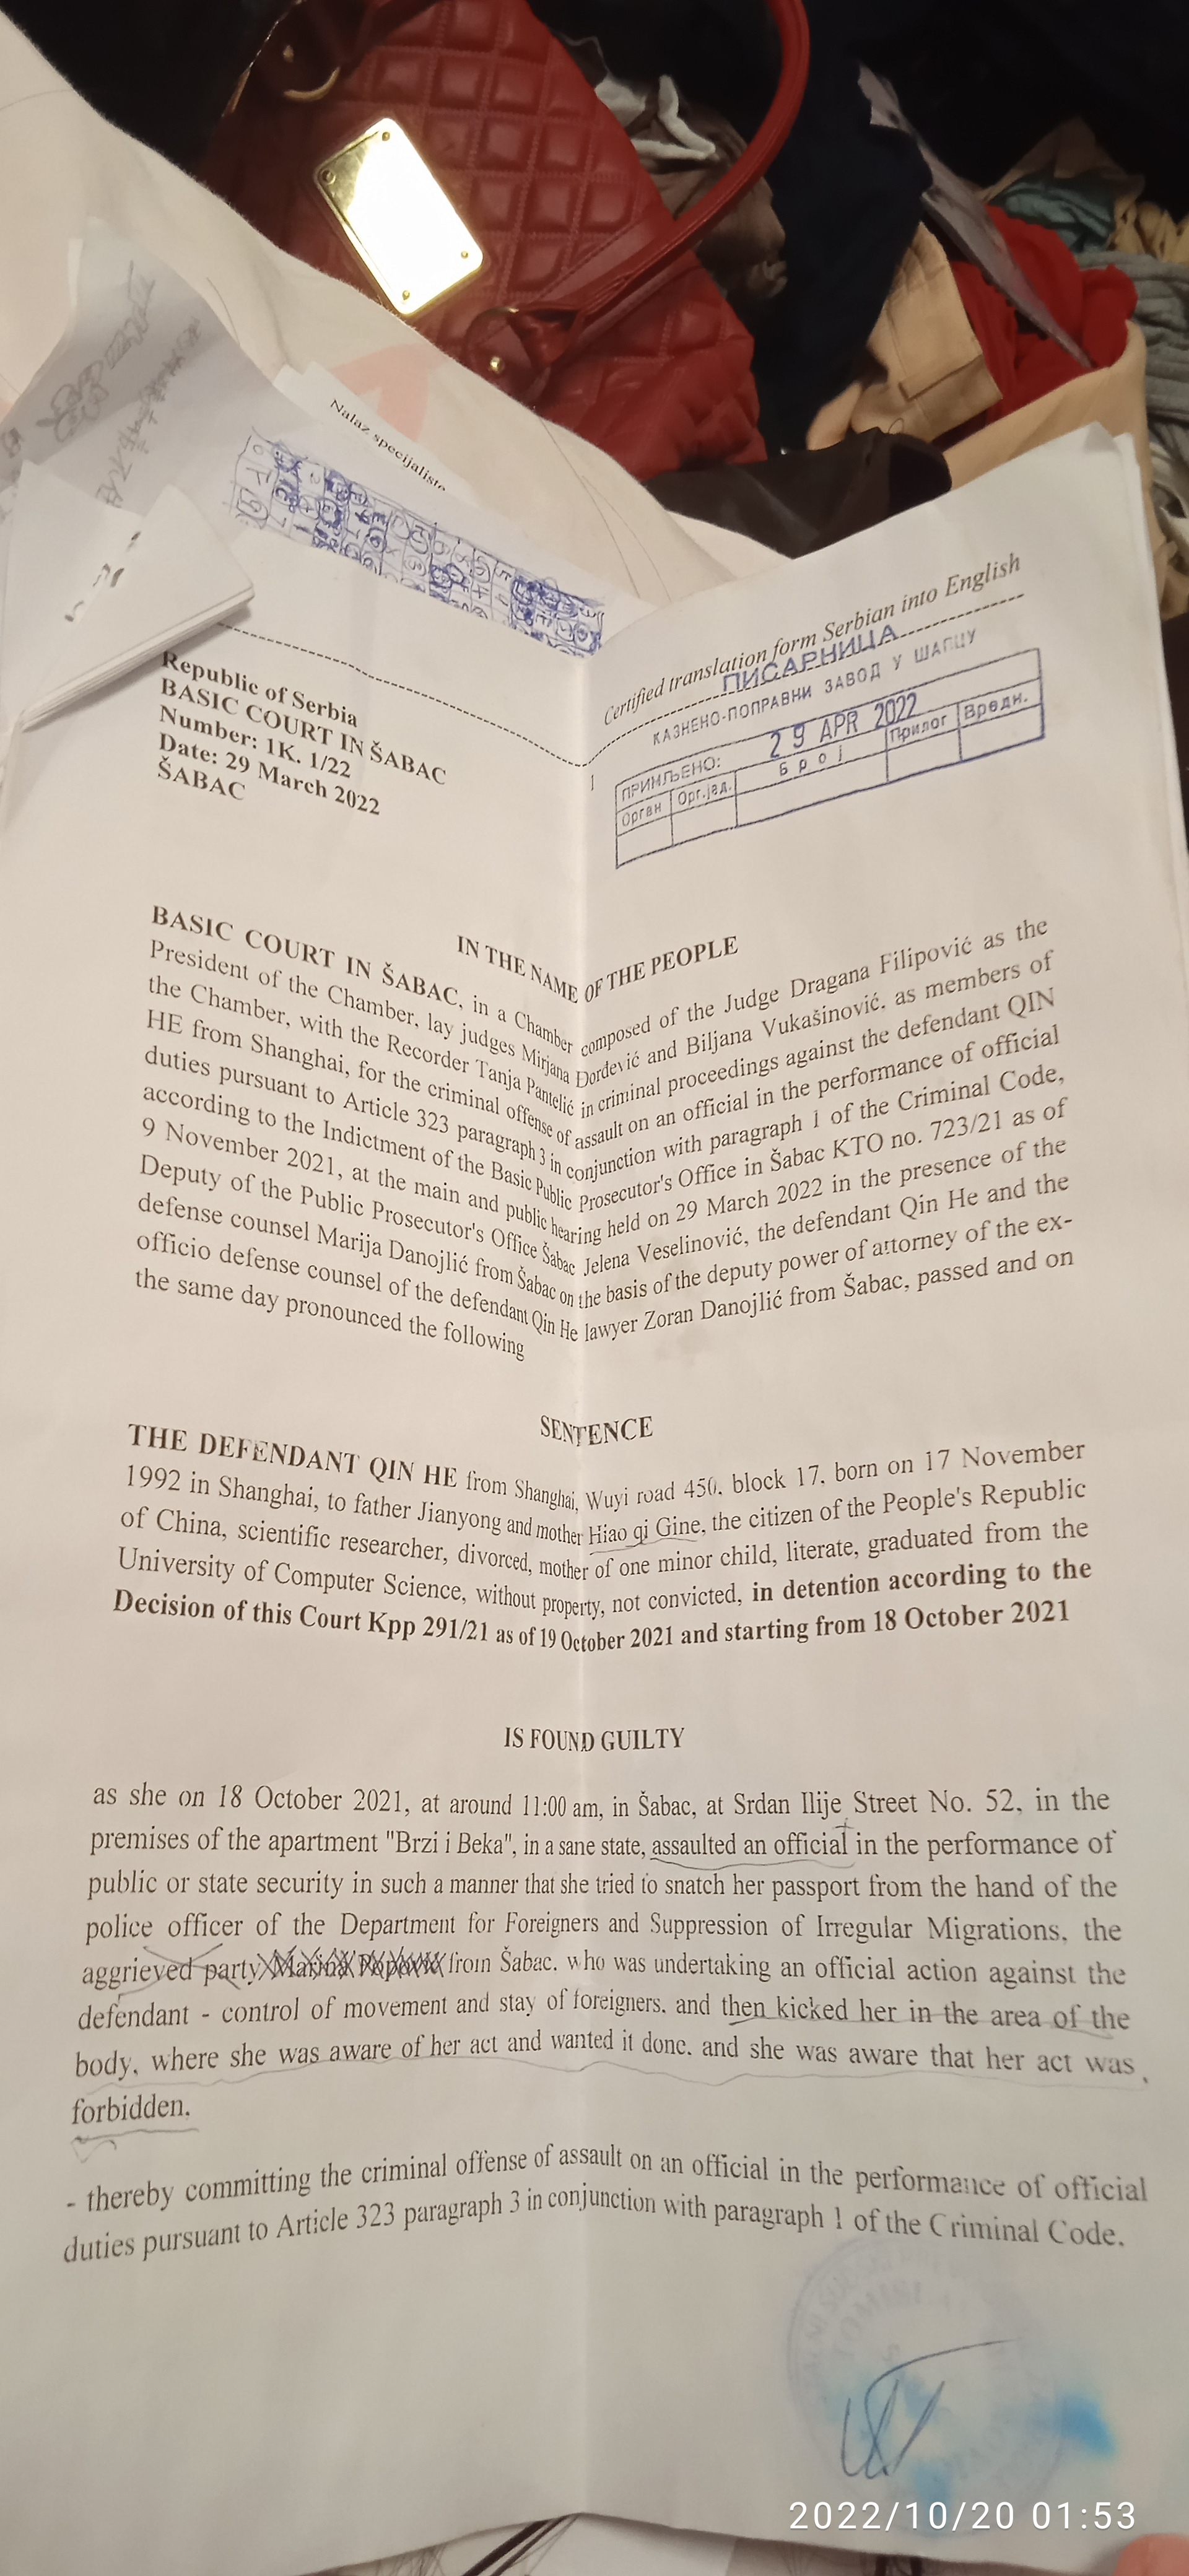 Nalaz specijaliste
Certified translation form Serbian into English
ПИСАРНИЦА
КАЗНЕНО-ПОПРАВНИ ЗАВОД У ШАПЦУ
ПРИМЉЕНО: 29 APR 2022
Орган Орг.јед. Број Прилог Вредн.
Republic of Serbia
BASIC COURT IN ŠABAC
Number: 1K. 1/22
Date: 29 March 2022
ŠABAC
1
IN THE NAME OF THE PEOPLE
BASIC COURT IN ŠABAC, in a Chamber composed of the Judge Dragana Filipović as the
President of the Chamber, lay judges Mirjana Đorđević and Biljana Vukašinović, as members of
the Chamber, with the Recorder Tanja Pantelić in criminal proceedings against the defendant QIN
HE from Shanghai, for the criminal offense of assault on an official in the performance of official
duties pursuant to Article 323 paragraph 3 in conjunction with paragraph 1 of the Criminal Code,
according to the Indictment of the Basic Public Prosecutor's Office in Šabac KTO no. 723/21 as of
9 November 2021, at the main and public hearing held on 29 March 2022 in the presence of the
Deputy of the Public Prosecutor's Office Šabac Jelena Veselinović, the defendant Qin He and the
defense counsel Marija Danojlić from Šabac on the basis of the deputy power of attorney of the ex-
officio defense counsel of the defendant Qin He lawyer Zoran Danojlić from Šabac, passed and on
the same day pronounced the following
SENTENCE
THE DEFENDANT QIN HE from Shanghai, Wuyi road 450, block 17, born on 17 November
1992 in Shanghai, to father Jianyong and mother Hiao qi Gine, the citizen of the People's Republic
of China, scientific researcher, divorced, mother of one minor child, literate, graduated from the
University of Computer Science, without property, not convicted, in detention according to the
Decision of this Court Kpp 291/21 as of 19 October 2021 and starting from 18 October 2021
IS FOUND GUILTY
as she on 18 October 2021, at around 11:00 am, in Šabac, at Srdan Ilije Street No. 52, in the
premises of the apartment "Brzi i Beka", in a sane state, assaulted an official in the performance of
public or state security in such a manner that she tried to snatch her passport from the hand of the
police officer of the Department for Foreigners and Suppression of Irregular Migrations, the
aggrieved party from Šabac, who was undertaking an official action against the
defendant - control of movement and stay of foreigners, and then kicked her in the area of the
body, where she was aware of her act and wanted it done, and she was aware that her act was
forbidden.
- thereby committing the criminal offense of assault on an official in the performance of official
duties pursuant to Article 323 paragraph 3 in conjunction with paragraph 1 of the Criminal Code.
2022/10/20 01:53